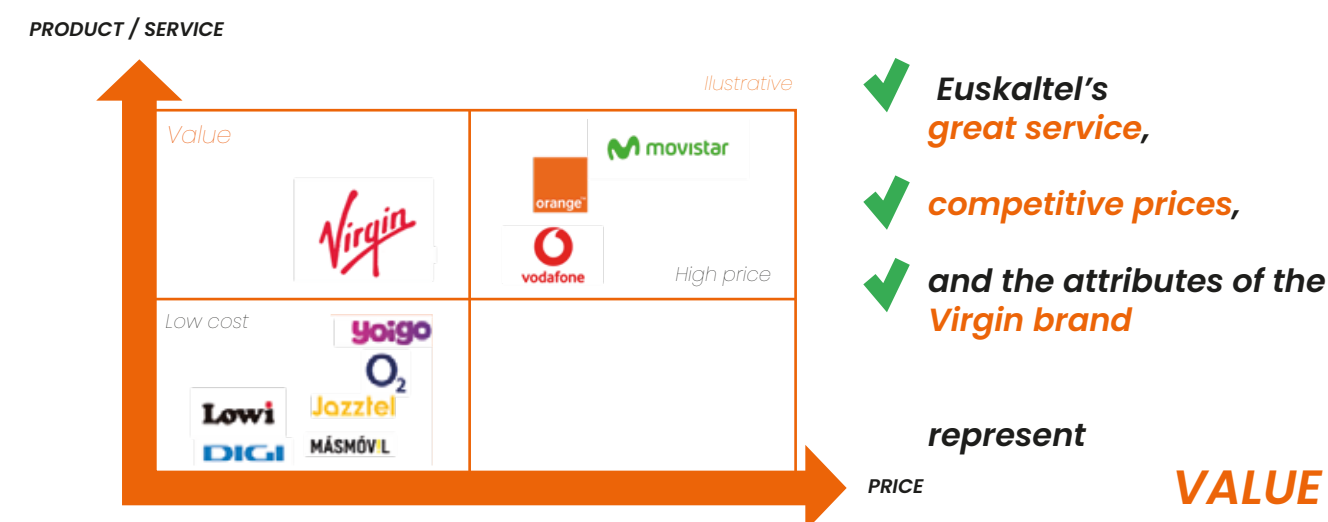 PRODUCT / SERVICE
Ilustrative
Value
movistar
orange™
Virgin
vodafone
High price
Low cost
yoigo
O2
Lowi
Jazztel
DIGI
MÁSMÓVIL
PRICE
Euskaltel's
great service,
competitive prices,
and the attributes of the
Virgin brand
represent
VALUE